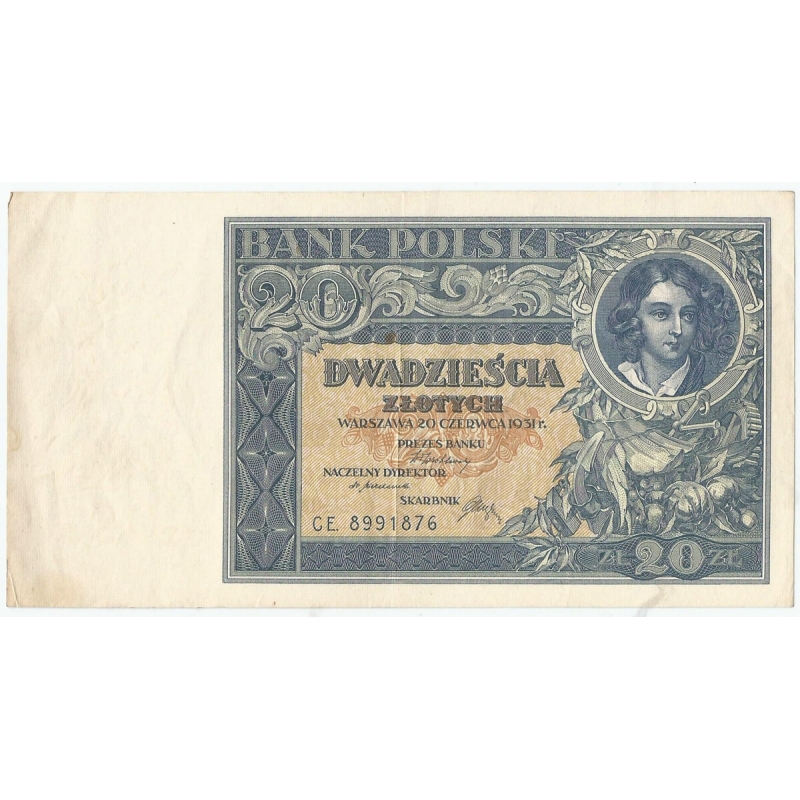 BANK POLSKI
20
DWADZIEŚCIA
ZŁOTYCH
WARSZAWA 20 CZERWCA 1931 r.
PREZES BANKU
NACZELNY DYREKTOR
SKARBNIK
CE. 8991876
ZŁ 20 ZŁ